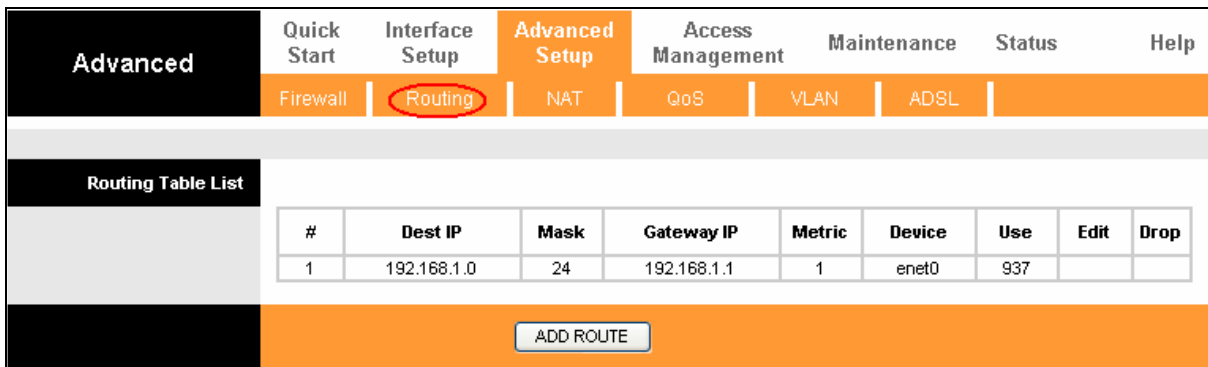 Advanced
Quick Start
Interface Setup
Advanced Setup
Access Management
Maintenance
Status
Help
Firewall
Routing
NAT
QoS
VLAN
ADSL
Routing Table List
# Dest IP Mask Gateway IP Metric Device Use Edit Drop
1 192.168.1.0 24 192.168.1.1 1 enet0 937
ADD ROUTE